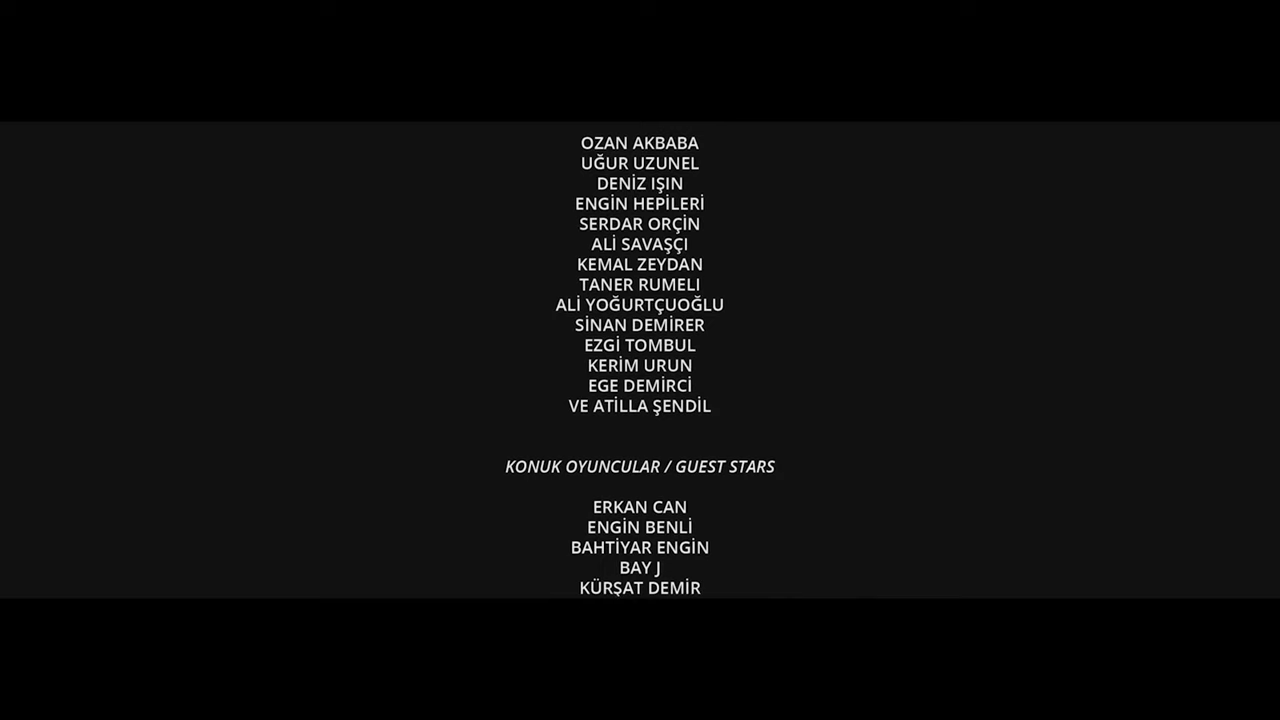 OZAN AKBABA
UĞUR UZUNEL
DENİZ IŞIN
ENGİN HEPİLERİ
SERDAR ORÇİN
ALİ SAVAŞÇI
KEMAL ZEYDAN
TANER RUMELI
ALİ YOĞURTÇUOĞLU
SİNAN DEMİRER
EZGİ TOMBUL
KERİM URUN
EGE DEMİRCİ
VE ATİLLA ŞENDİL
KONUK OYUNCULAR / GUEST STARS
ERKAN CAN
ENGİN BENLİ
BAHTİYAR ENGİN
BAY J
KÜRŞAT DEMİR